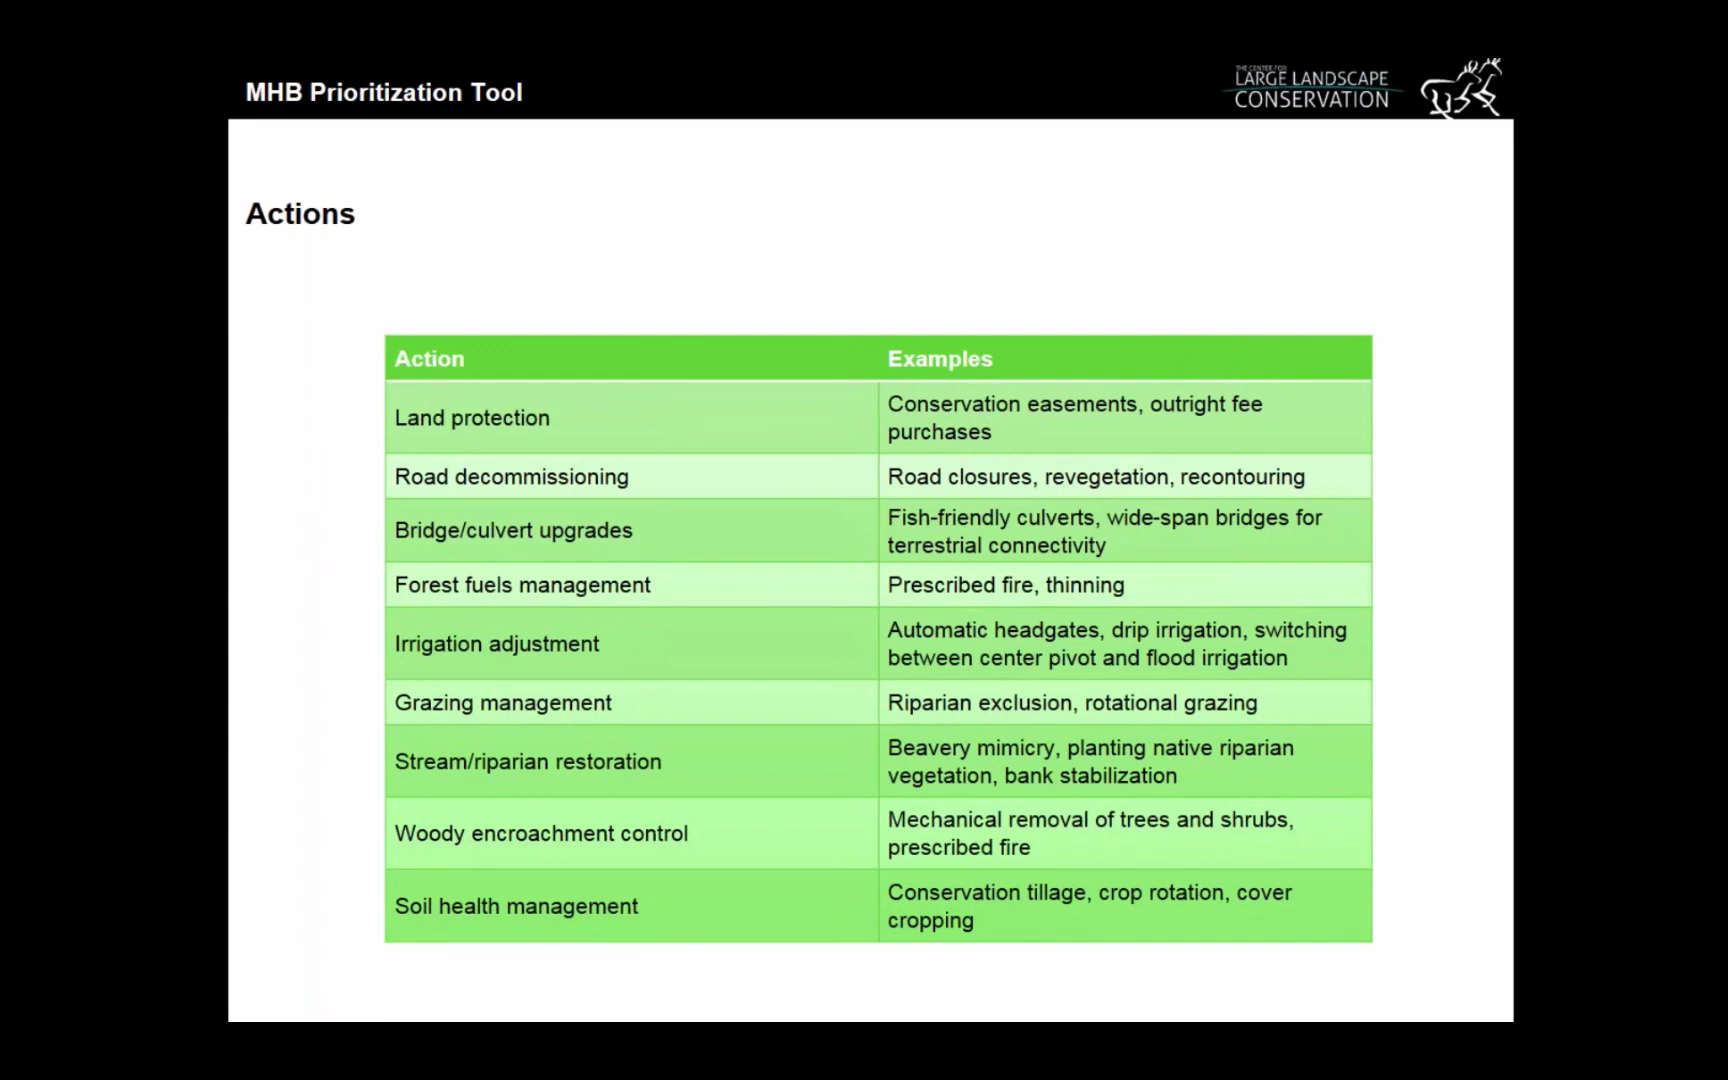 MHB Prioritization Tool
THE CENTER FOR
LARGE LANDSCAPE
CONSERVATION
Actions
Action Examples
Land protection
Conservation easements, outright fee
purchases
Road decommissioning
Road closures, revegetation, recontouring
Bridge/culvert upgrades
Fish-friendly culverts, wide-span bridges for
terrestrial connectivity
Forest fuels management
Prescribed fire, thinning
Irrigation adjustment
Automatic headgates, drip irrigation, switching
between center pivot and flood irrigation
Grazing management
Riparian exclusion, rotational grazing
Stream/riparian restoration
Beavery mimicry, planting native riparian
vegetation, bank stabilization
Woody encroachment control
Mechanical removal of trees and shrubs,
prescribed fire
Soil health management
Conservation tillage, crop rotation, cover
cropping